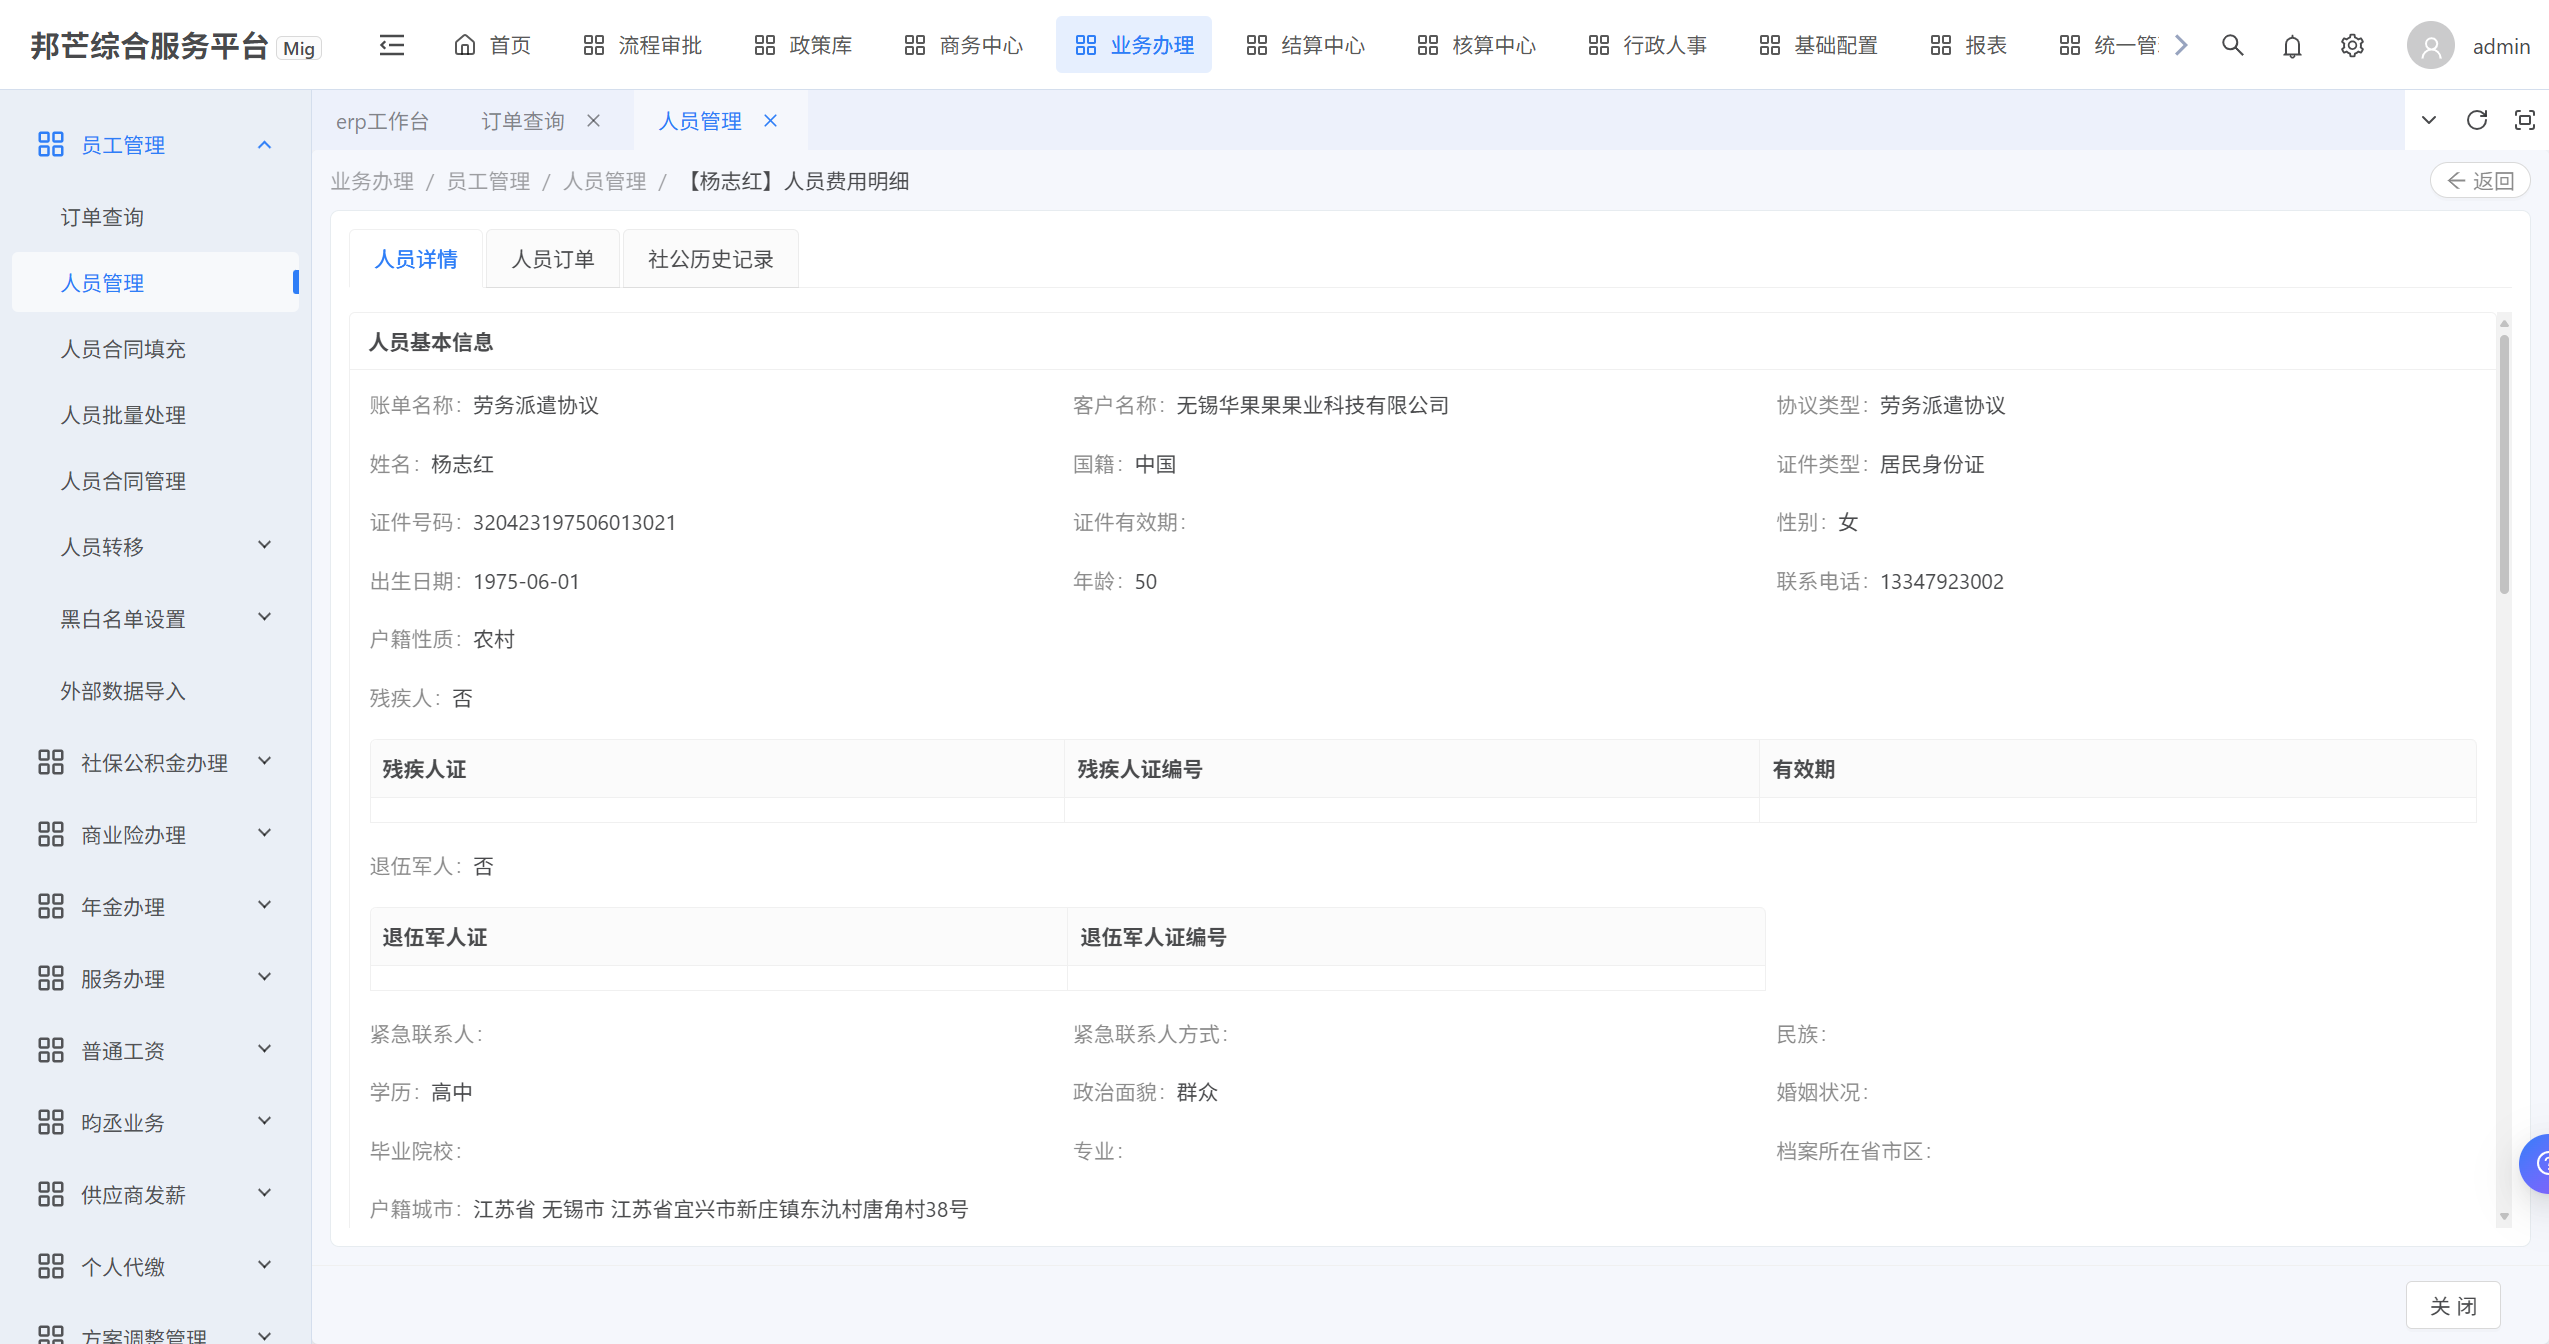 邦芒综合服务平台 Mig 首页 流程审批 政策库 商务中心 业务办理 结算中心 核算中心 行政人事 基础配置 报表 统一管 admin
员工管理
订单查询
人员管理
人员合同填充
人员批量处理
人员合同管理
人员转移
黑白名单设置
外部数据导入
社保公积金办理
商业险办理
年金办理
服务办理
普通工资
昀丞业务
供应商发薪
个人代缴
方案调整管理
erp工作台 订单查询 人员管理
业务办理 / 员工管理 / 人员管理 / 【杨志红】人员费用明细 返回
人员详情 人员订单 社公历史记录
人员基本信息
账单名称: 劳务派遣协议 客户名称: 无锡华果果果业科技有限公司 协议类型: 劳务派遣协议
姓名: 杨志红 国籍: 中国 证件类型: 居民身份证
证件号码: 320423197506013021 证件有效期: 性别: 女
出生日期: 1975-06-01 年龄: 50 联系电话: 13347923002
户籍性质: 农村
残疾人: 否
残疾人证 残疾人证编号 有效期
退伍军人: 否
退伍军人证 退伍军人证编号
紧急联系人: 紧急联系人方式: 民族:
学历: 高中 政治面貌: 群众 婚姻状况:
毕业院校: 专业: 档案所在省市区:
户籍城市: 江苏省 无锡市 江苏省宜兴市新庄镇东氿村唐角村38号
关 闭